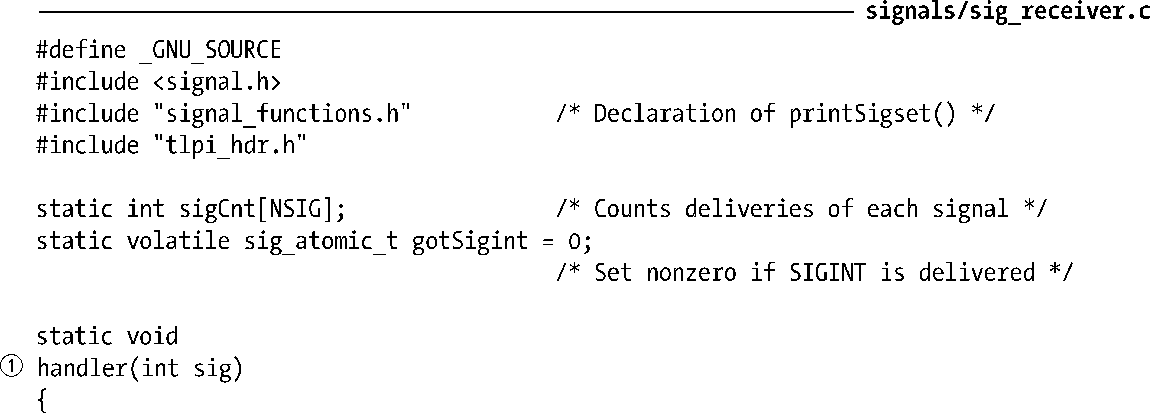 signals/sig_receiver.c
#define _GNU_SOURCE
#include <signal.h>
#include "signal_functions.h"           /* Declaration of printSigset() */
#include "tlpi_hdr.h"
static int sigCnt[NSIG];                /* Counts deliveries of each signal */
static volatile sig_atomic_t gotSigint = 0;
/* Set nonzero if SIGINT is delivered */
static void
① handler(int sig)
{